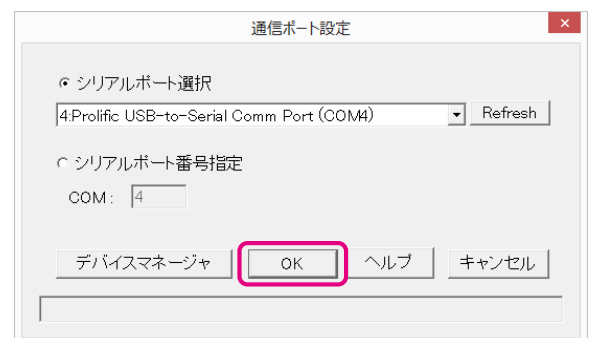 通信ポート設定
シリアルポート選択
4:Prolific USB-to-Serial Comm Port (COM4)
Refresh
シリアルポート番号指定
COM: 4
デバイスマネージャ OK ヘルプ キャンセル